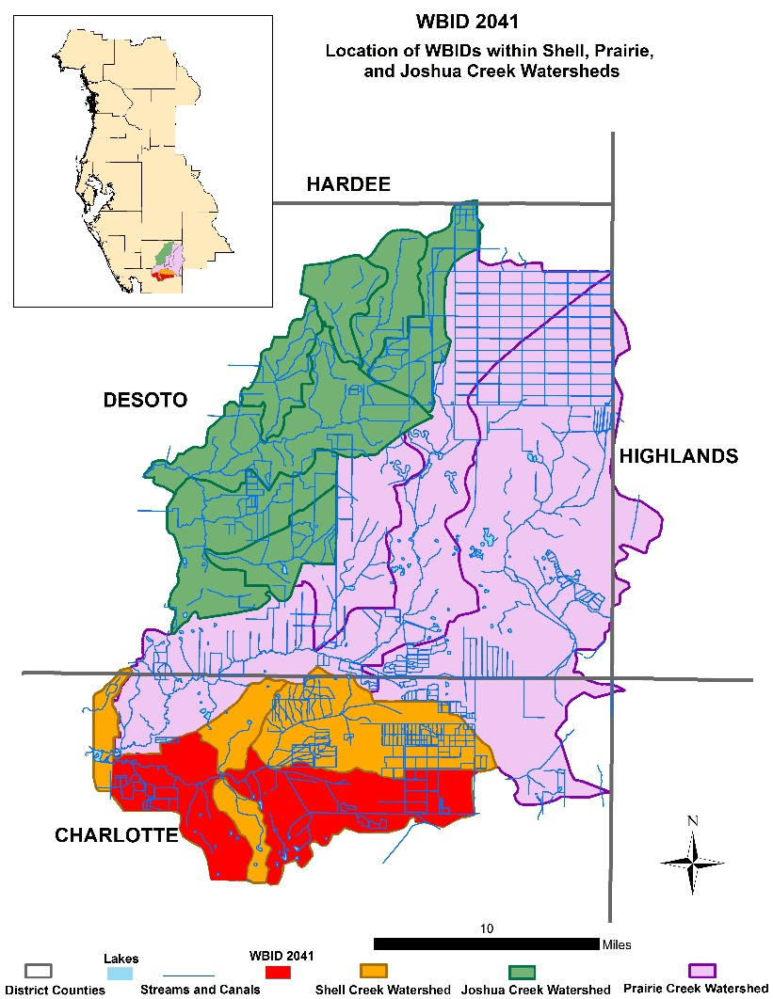 WBID 2041
Location of WBIDs within Shell, Prairie,
and Joshua Creek Watersheds
HARDEE
DESOTO
HIGHLANDS
CHARLOTTE
N
10
Miles
District Counties
Lakes
Streams and Canals
WBID 2041
Shell Creek Watershed
Joshua Creek Watershed
Prairie Creek Watershed